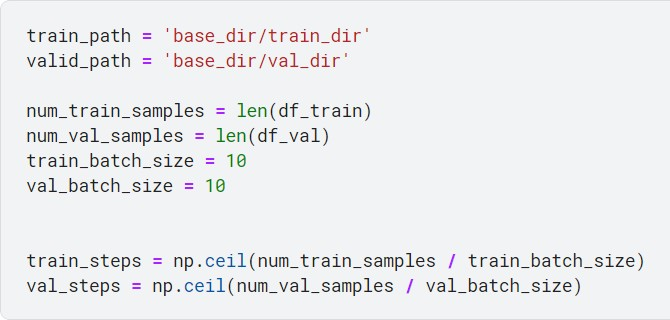 train_path = 'base_dir/train_dir'
valid_path = 'base_dir/val_dir'
num_train_samples = len(df_train)
num_val_samples = len(df_val)
train_batch_size = 10
val_batch_size = 10
train_steps = np.ceil(num_train_samples / train_batch_size)
val_steps = np.ceil(num_val_samples / val_batch_size)